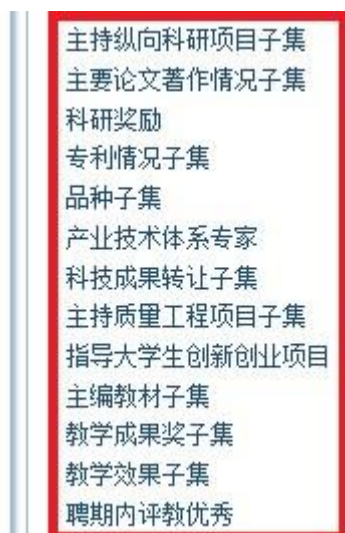 主持纵向科研项目子集
主要论文著作情况子集
科研奖励
专利情况子集
品种子集
产业技术体系专家
科技成果转让子集
主持质量工程项目子集
指导大学生创新创业项目
主编教材子集
教学成果奖子集
教学效果子集
聘期内评教优秀